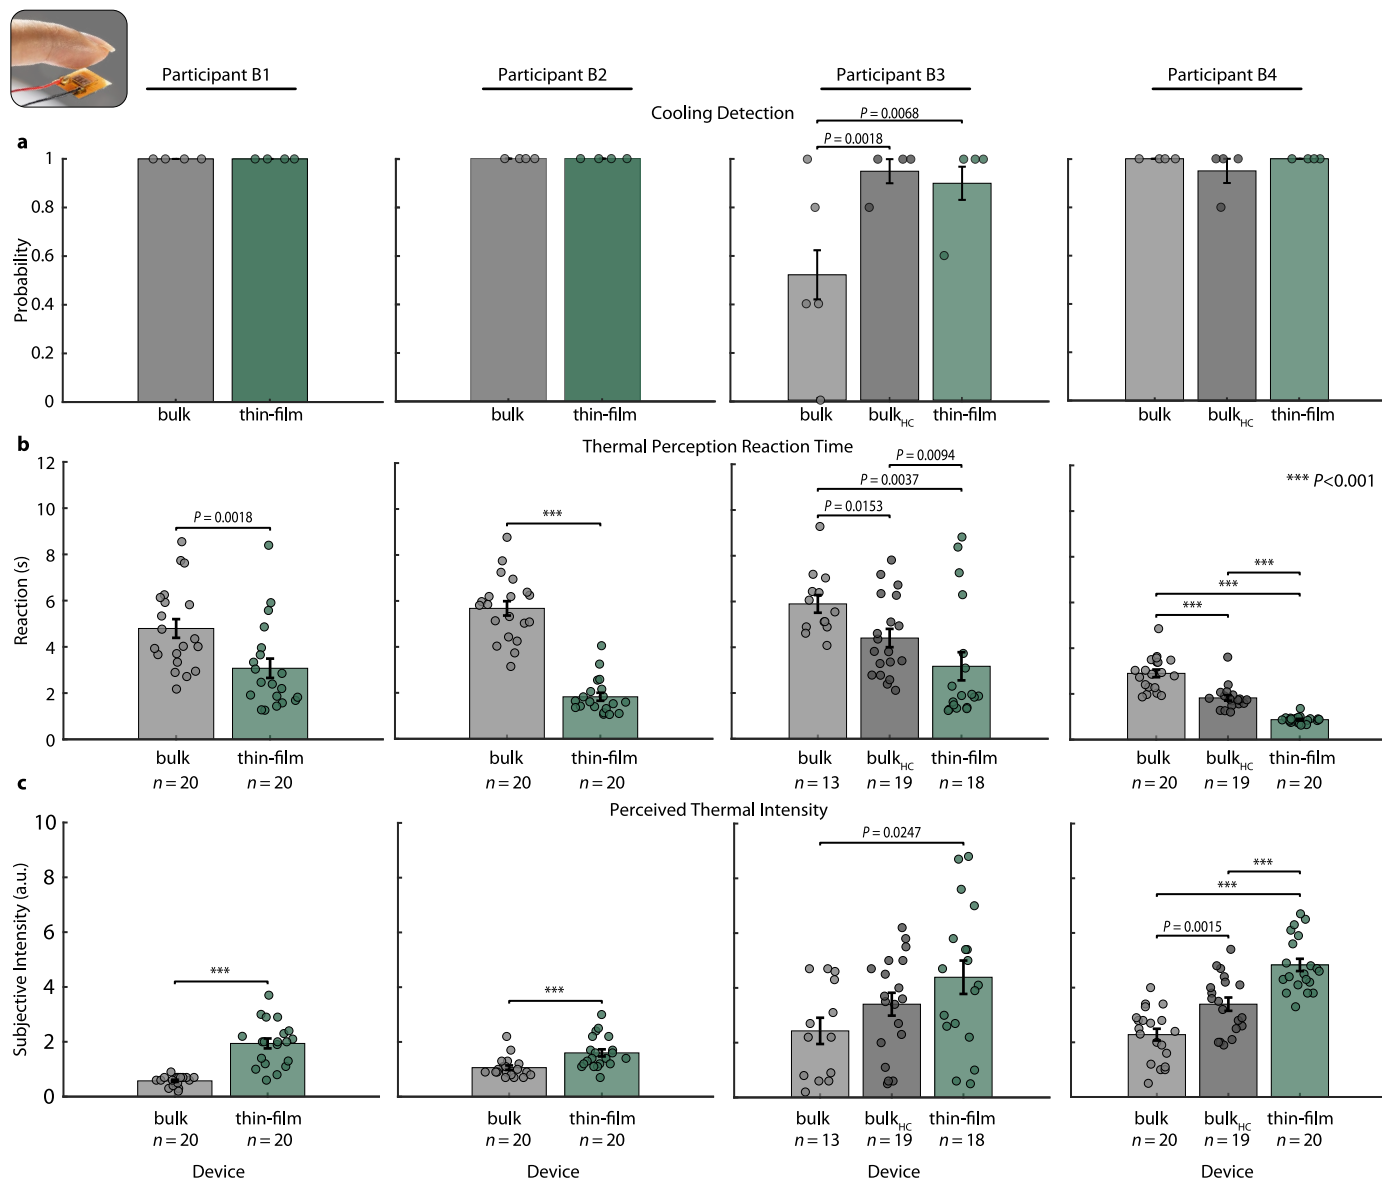 Participant B1 Participant B2 Participant B3 Participant B4
Cooling Detection
a
Probability
1
0.8
0.6
0.4
0.2
0
P = 0.0068
P = 0.0018
bulk thin-film bulk thin-film bulk bulkHC thin-film bulk bulkHC thin-film
b
Thermal Perception Reaction Time
Reaction (s)
12
10
8
6
4
2
0
P = 0.0018
***
P = 0.0094
P = 0.0037
P = 0.0153
*** P<0.001
***
***
***
bulk thin-film bulk thin-film bulk bulkHC thin-film bulk bulkHC thin-film
n = 20 n = 20 n = 20 n = 20 n = 13 n = 19 n = 18 n = 20 n = 19 n = 20
c
Perceived Thermal Intensity
Subjective Intensity (a.u.)
10
8
6
4
2
0
***
***
P = 0.0247
***
***
P = 0.0015
bulk thin-film bulk thin-film bulk bulkHC thin-film bulk bulkHC thin-film
n = 20 n = 20 n = 20 n = 20 n = 13 n = 19 n = 18 n = 20 n = 19 n = 20
Device Device Device Device